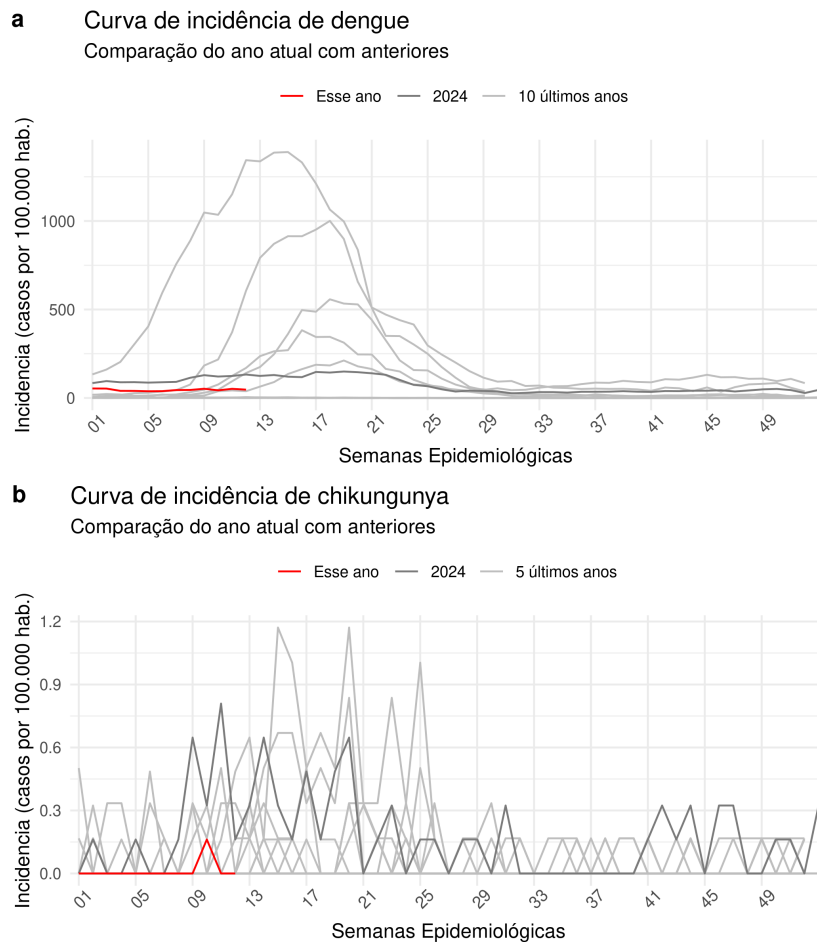 a
Curva de incidência de dengue
Comparação do ano atual com anteriores
Esse ano 2024 10 últimos anos
Incidencia (casos por 100.000 hab.)
1000
500
0
01 05 09 13 17 21 25 29 33 37 41 45 49
Semanas Epidemiológicas
b
Curva de incidência de chikungunya
Comparação do ano atual com anteriores
Esse ano 2024 5 últimos anos
Incidencia (casos por 100.000 hab.)
1.2
0.9
0.6
0.3
0.0
01 05 09 13 17 21 25 29 33 37 41 45 49
Semanas Epidemiológicas